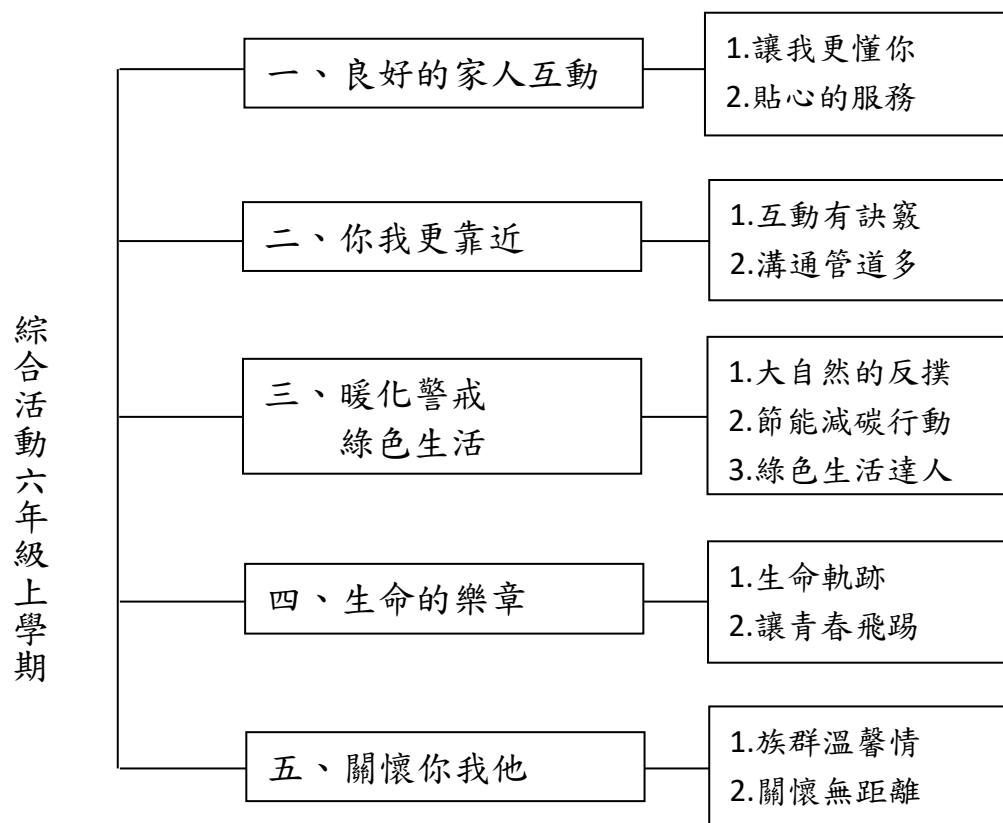 綜合活動六年級上學期
一、良好的家人互動
1.讓我更懂你
2.貼心的服務
二、你我更靠近
1.互動有訣竅
2.溝通管道多
三、暖化警戒
綠色生活
1.大自然的反撲
2.節能減碳行動
3.綠色生活達人
四、生命的樂章
1.生命軌跡
2.讓青春飛踢
五、關懷你我他
1.族群溫馨情
2.關懷無距離